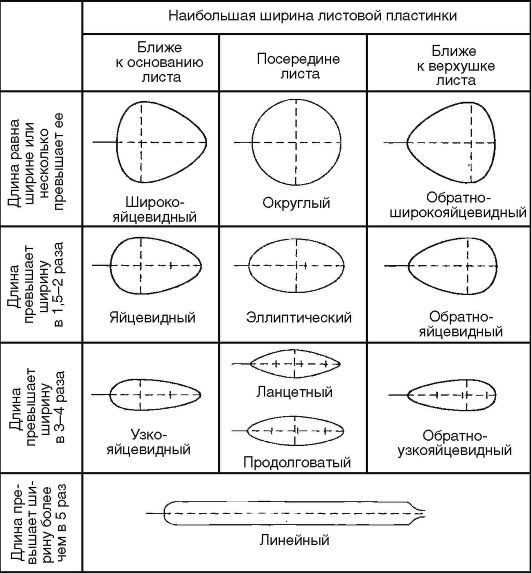 Наибольшая ширина листовой пластинки
Ближе
к основанию
листа
Посередине
листа
Ближе
к верхушке
листа
Длина равна
ширине или
несколько
превышает ее
Широко-
яйцевидный
Округлый
Обратно-
широкояйцевидный
Длина
превышает
ширину
в 1,5–2 раза
Яйцевидный
Эллиптический
Обратно-
яйцевидный
Длина
превышает
ширину
в 3–4 раза
Узко-
яйцевидный
Ланцетный
Продолговатый
Обратно-
узкояйцевидный
Длина пре-
вышает ши-
рину более
чем в 5 раз
Линейный